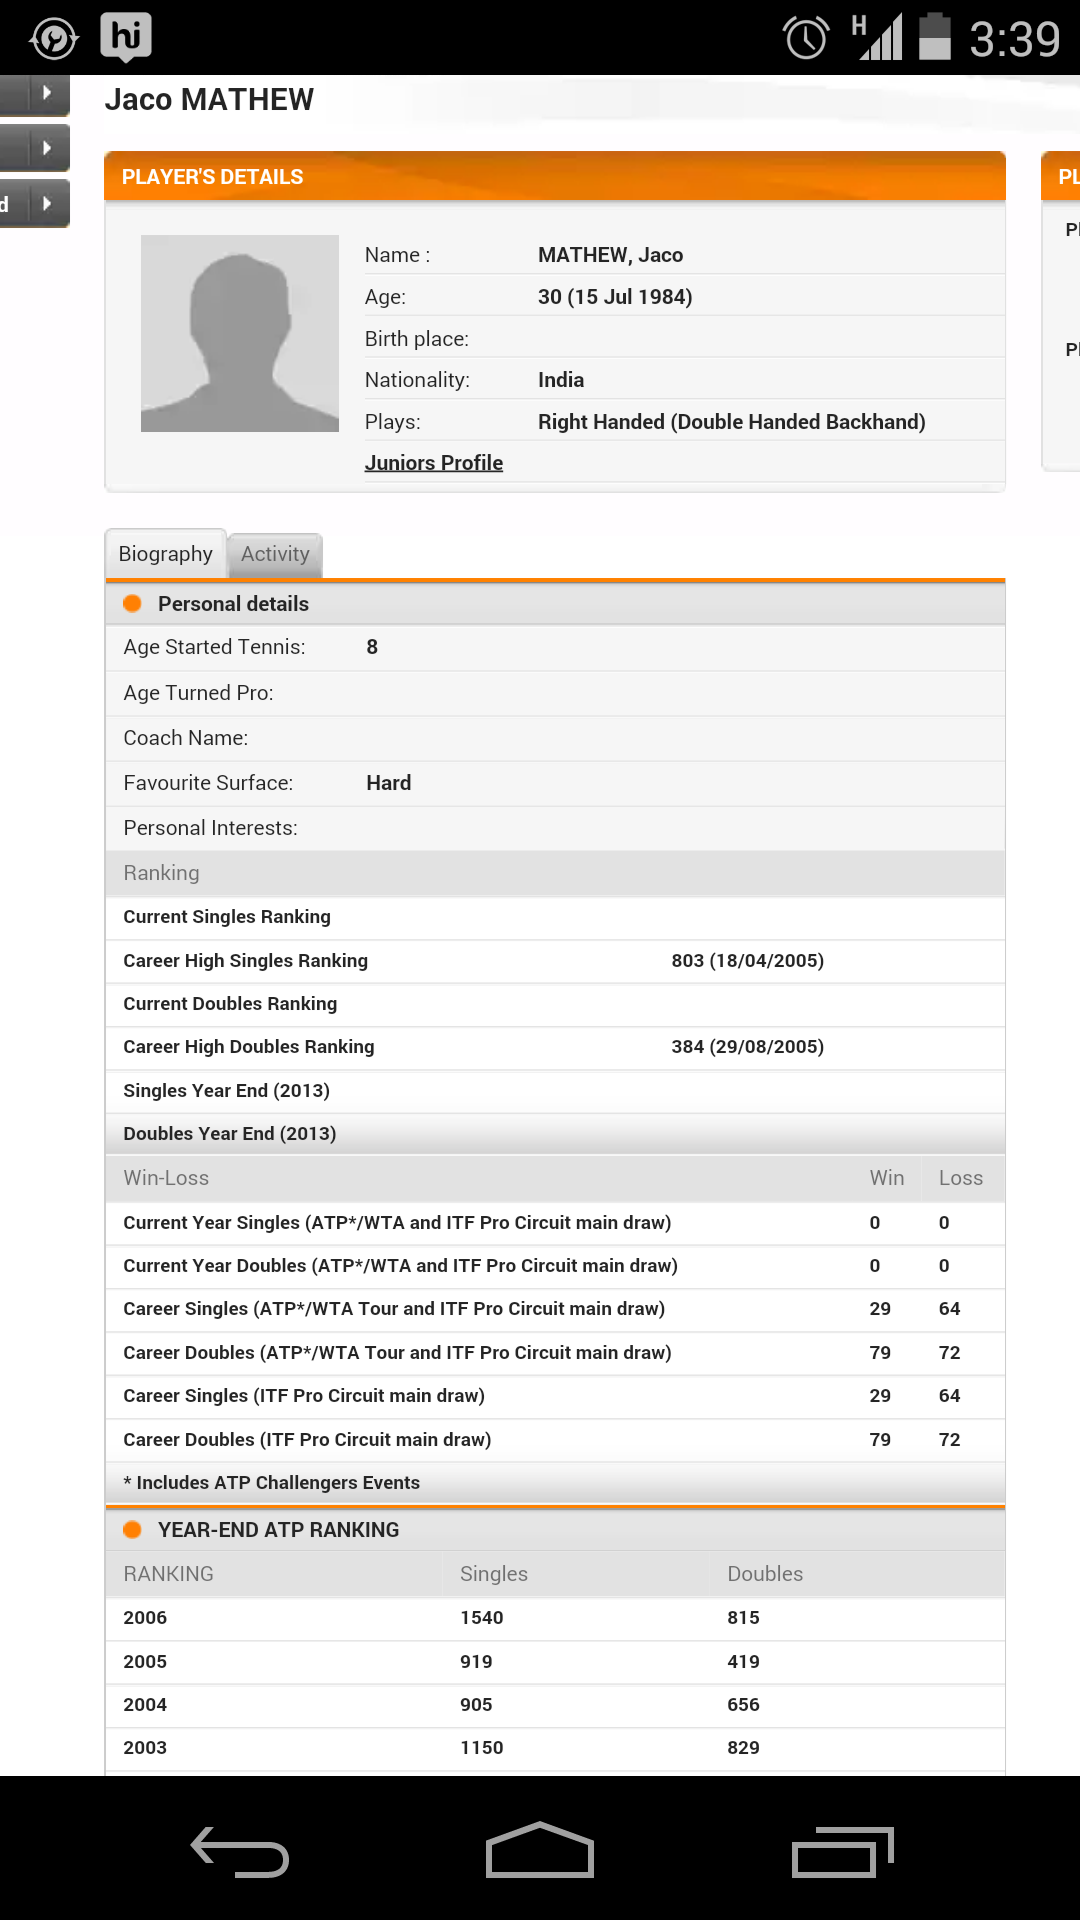 hi H 3:39
Jaco MATHEW
d
PLAYER'S DETAILS
Name : MATHEW, Jaco
Age: 30 (15 Jul 1984)
Birth place:
Nationality: India
Plays: Right Handed (Double Handed Backhand)
Juniors Profile
PL
Pl
Pl
Biography Activity
Personal details
Age Started Tennis: 8
Age Turned Pro:
Coach Name:
Favourite Surface: Hard
Personal Interests:
Ranking
Current Singles Ranking
Career High Singles Ranking 803 (18/04/2005)
Current Doubles Ranking
Career High Doubles Ranking 384 (29/08/2005)
Singles Year End (2013)
Doubles Year End (2013)
Win-Loss Win Loss
Current Year Singles (ATP*/WTA and ITF Pro Circuit main draw) 0 0
Current Year Doubles (ATP*/WTA and ITF Pro Circuit main draw) 0 0
Career Singles (ATP*/WTA Tour and ITF Pro Circuit main draw) 29 64
Career Doubles (ATP*/WTA Tour and ITF Pro Circuit main draw) 79 72
Career Singles (ITF Pro Circuit main draw) 29 64
Career Doubles (ITF Pro Circuit main draw) 79 72
* Includes ATP Challengers Events
YEAR-END ATP RANKING
RANKING Singles Doubles
2006 1540 815
2005 919 419
2004 905 656
2003 1150 829